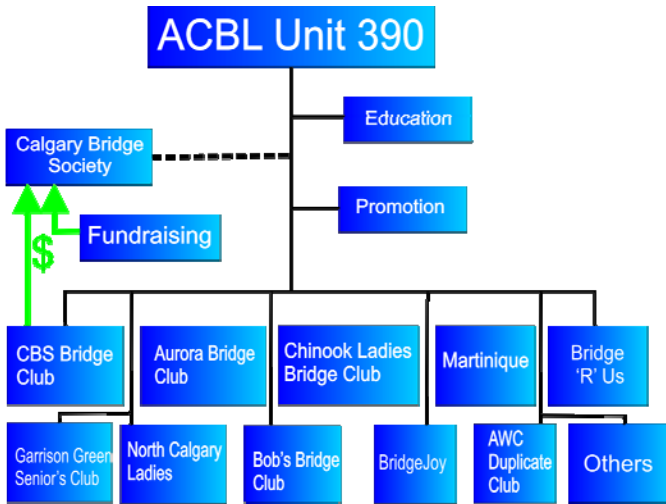 ACBL Unit 390
Education
Calgary Bridge
Society
Promotion
Fundraising
$
CBS Bridge
Club
Aurora Bridge
Club
Chinook Ladies
Bridge Club
Martinique
Bridge
‘R’ Us
Garrison Green
Senior's Club
North Calgary
Ladies
Bob's Bridge
Club
BridgeJoy
AWC
Duplicate
Club
Others